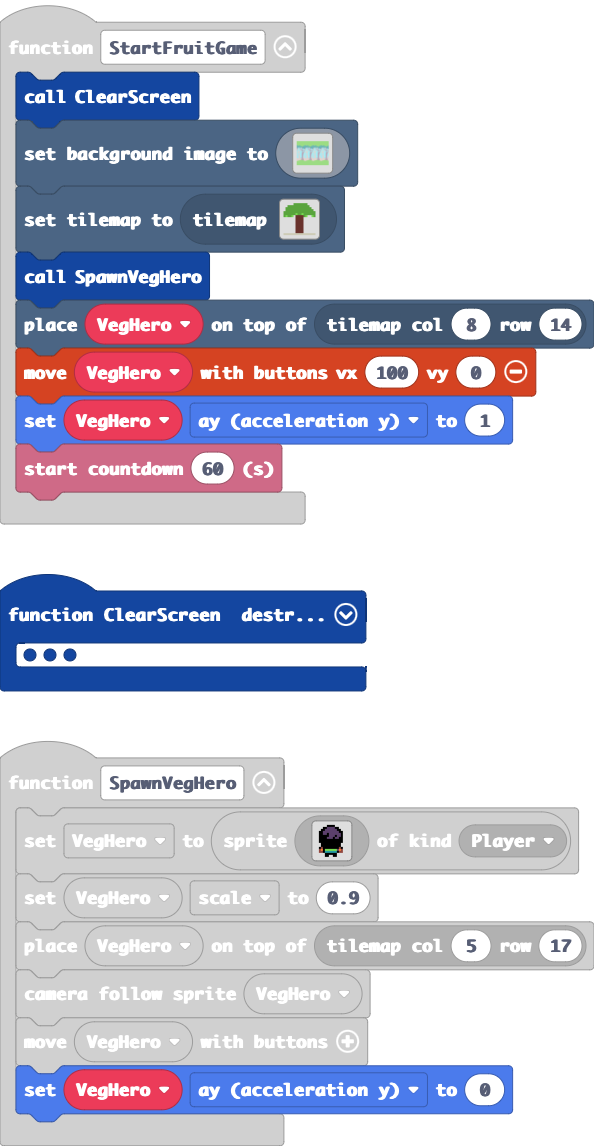 function StartFruitGame
call ClearScreen
set background image to
set tilemap to tilemap
call SpawnVegHero
place VegHero on top of tilemap col 8 row 14
move VegHero with buttons vx 100 vy 0
set VegHero ay (acceleration y) to 1
start countdown 60 (s)
function ClearScreen destr...
function SpawnVegHero
set VegHero to sprite of kind Player
set VegHero scale to 0.9
place VegHero on top of tilemap col 5 row 17
camera follow sprite VegHero
move VegHero with buttons
set VegHero ay (acceleration y) to 0